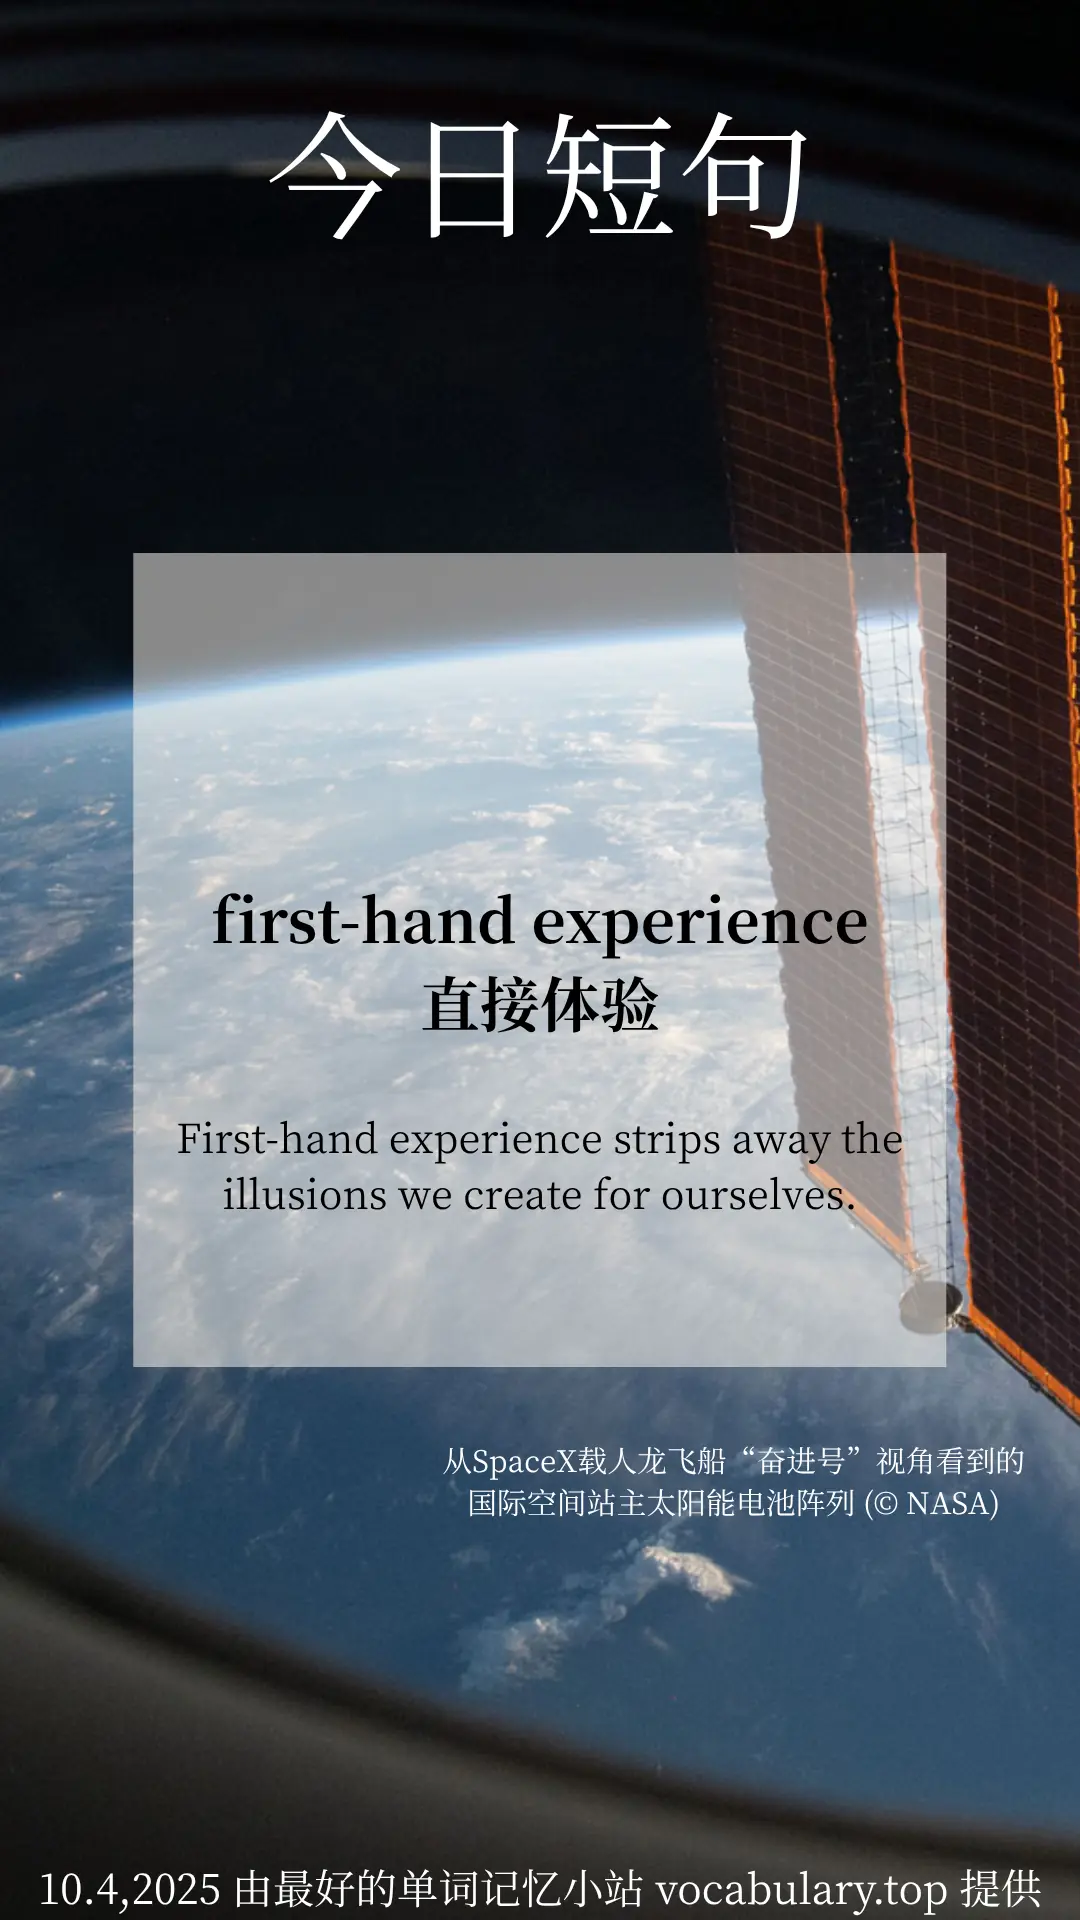 今日短句
first-hand experience
直接体验
First-hand experience strips away the
illusions we create for ourselves.
从SpaceX载人龙飞船“奋进号”视角看到的
国际空间站主太阳能电池阵列 (© NASA)
10.4,2025 由最好的单词记忆小站 vocabulary.top 提供